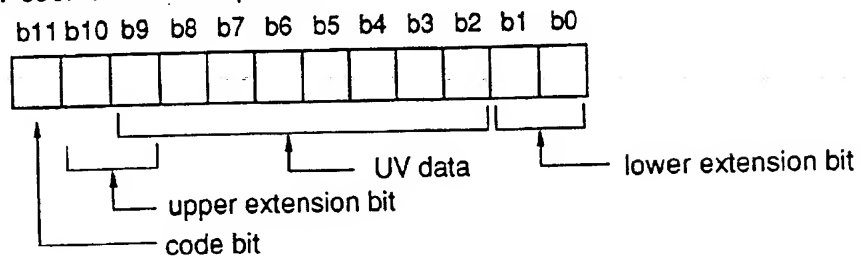 b11 b10 b9 b8 b7 b6 b5 b4 b3 b2 b1 b0
UV data
lower extension bit
upper extension bit
code bit